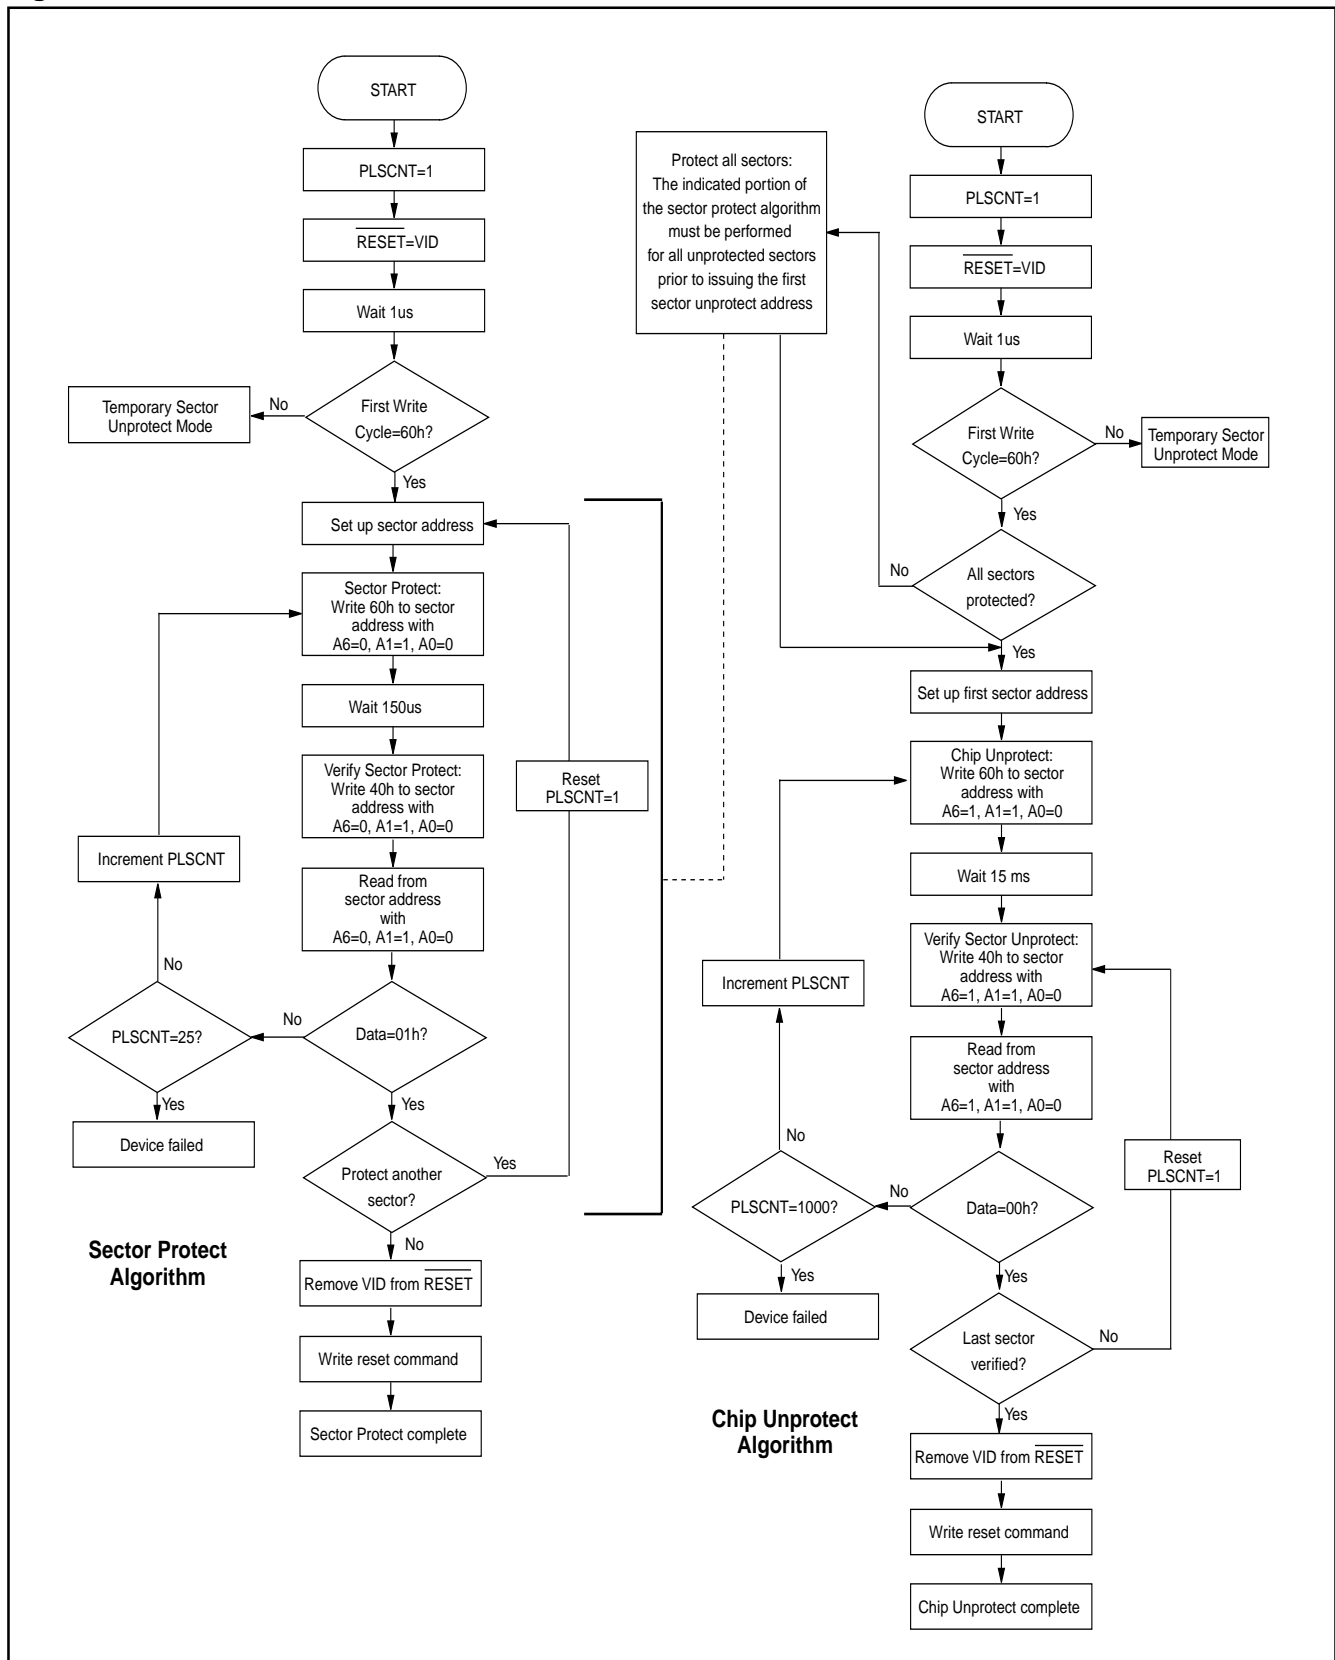 START
PLSCNT=1
RESET=VID
Wait 1us
First Write
Cycle=60h?
No
Temporary Sector
Unprotect Mode
Yes
Set up sector address
Sector Protect:
Write 60h to sector
address with
A6=0, A1=1, A0=0
Wait 150us
Verify Sector Protect:
Write 40h to sector
address with
A6=0, A1=1, A0=0
Reset
PLSCNT=1
Increment PLSCNT
Read from
sector address
with
A6=0, A1=1, A0=0
No
PLSCNT=25?
No
Data=01h?
Yes
Device failed
Yes
Protect another
sector?
Yes
No
Sector Protect
Algorithm
Remove VID from RESET
Write reset command
Sector Protect complete
Protect all sectors:
The indicated portion of
the sector protect algorithm
must be performed
for all unprotected sectors
prior to issuing the first
sector unprotect address
START
PLSCNT=1
RESET=VID
Wait 1us
First Write
Cycle=60h?
No
Temporary Sector
Unprotect Mode
Yes
No
All sectors
protected?
Yes
Set up first sector address
Chip Unprotect:
Write 60h to sector
address with
A6=1, A1=1, A0=0
Wait 15 ms
Verify Sector Unprotect:
Write 40h to sector
address with
A6=1, A1=1, A0=0
Increment PLSCNT
Read from
sector address
with
A6=1, A1=1, A0=0
No
Reset
PLSCNT=1
PLSCNT=1000?
No
Data=00h?
Yes
Device failed
Yes
Last sector
verified?
No
Yes
Chip Unprotect
Algorithm
Remove VID from RESET
Write reset command
Chip Unprotect complete